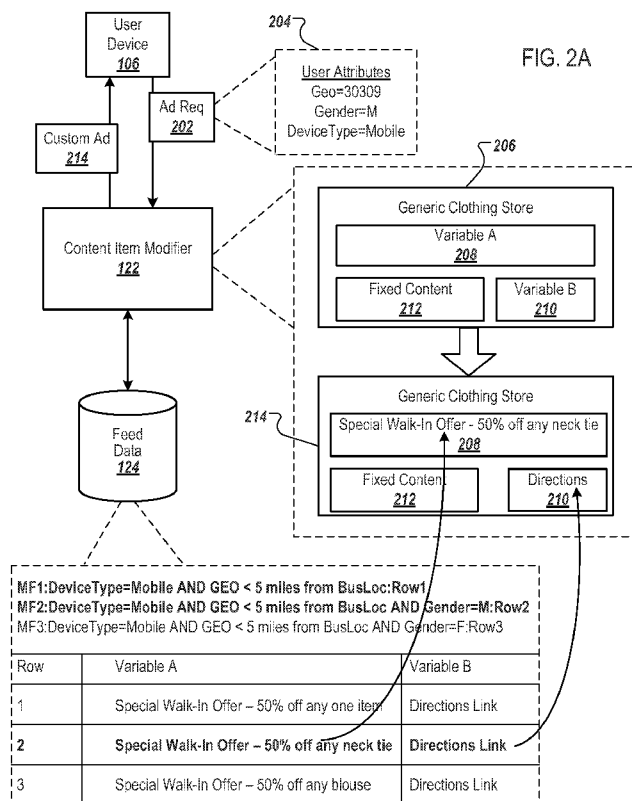 FIG. 2A
User
Device
106
204
User Attributes
Geo=30309
Gender=M
DeviceType=Mobile
Ad Req
202
Custom Ad
214
Content Item Modifier
122
Feed
Data
124
206
Generic Clothing Store
Variable A
208
Fixed Content
212
Variable B
210
214
Generic Clothing Store
Special Walk-In Offer - 50% off any neck tie
208
Fixed Content
212
Directions
210
MF1:DeviceType=Mobile AND GEO < 5 miles from BusLoc:Row1
MF2:DeviceType=Mobile AND GEO < 5 miles from BusLoc AND Gender=M:Row2
MF3:DeviceType=Mobile AND GEO < 5 miles from BusLoc AND Gender=F:Row3
Row Variable A Variable B
1 Special Walk-In Offer – 50% off any one item Directions Link
2 Special Walk-In Offer – 50% off any neck tie Directions Link
3 Special Walk-In Offer – 50% off any blouse Directions Link